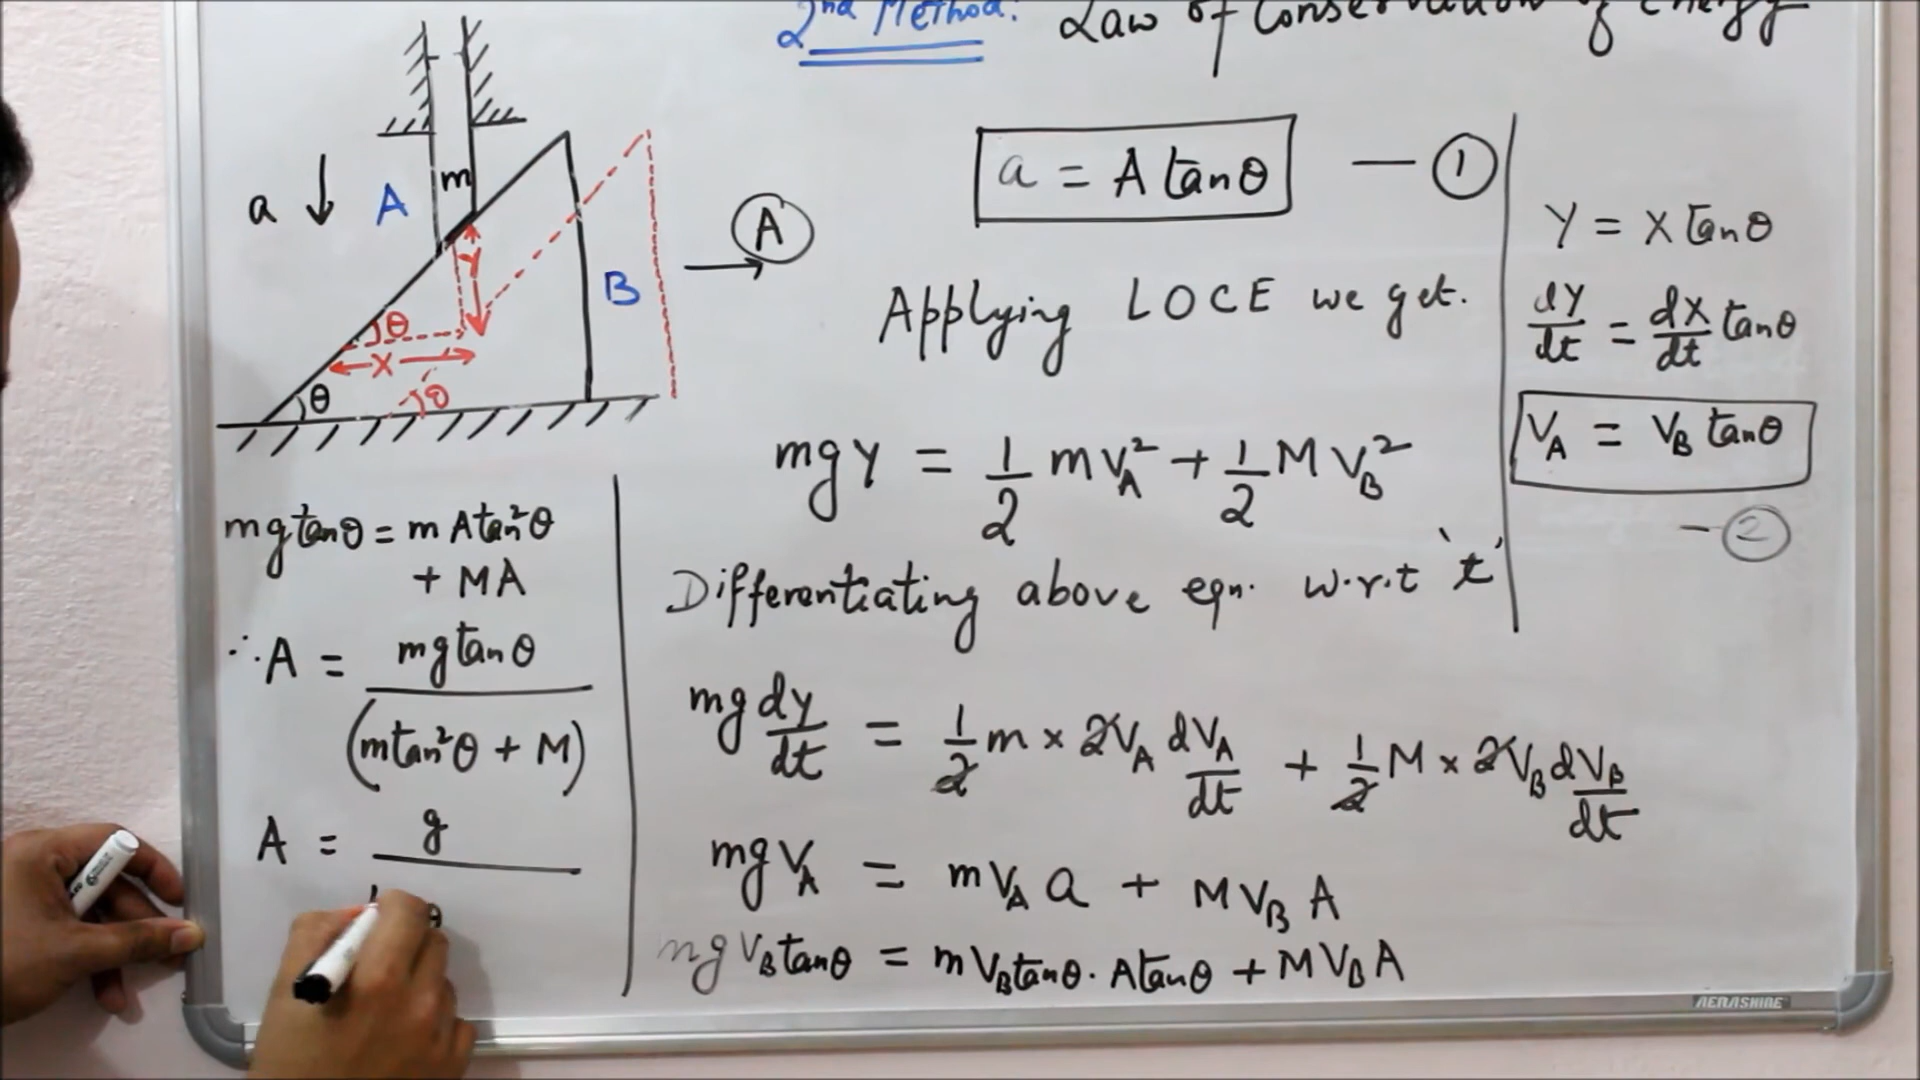 2nd Method: Law of Conservation of Energy
m
a ↓ A
Y
B
→ A
θ
X
θ
θ
a = A tanθ — 1
Applying LOCE we get.
mgY = 1/2 mV_A² + 1/2 MV_B²
Differentiating above eqn. w.r.t 't'
mg dy/dt = 1/2 m × 2V_A dV_A/dt + 1/2 M × 2V_B dV_B/dt
mgV_A = mV_A a + MV_B A
mgV_B tanθ = mV_B tanθ. A tanθ + MV_B A
Y = X tanθ
dY/dt = dX/dt tanθ
V_A = V_B tanθ
- 2
mg tanθ = mA tan²θ
+ MA
∴ A = mg tanθ / (m tan²θ + M)
A = g /
θ
AERASHINE